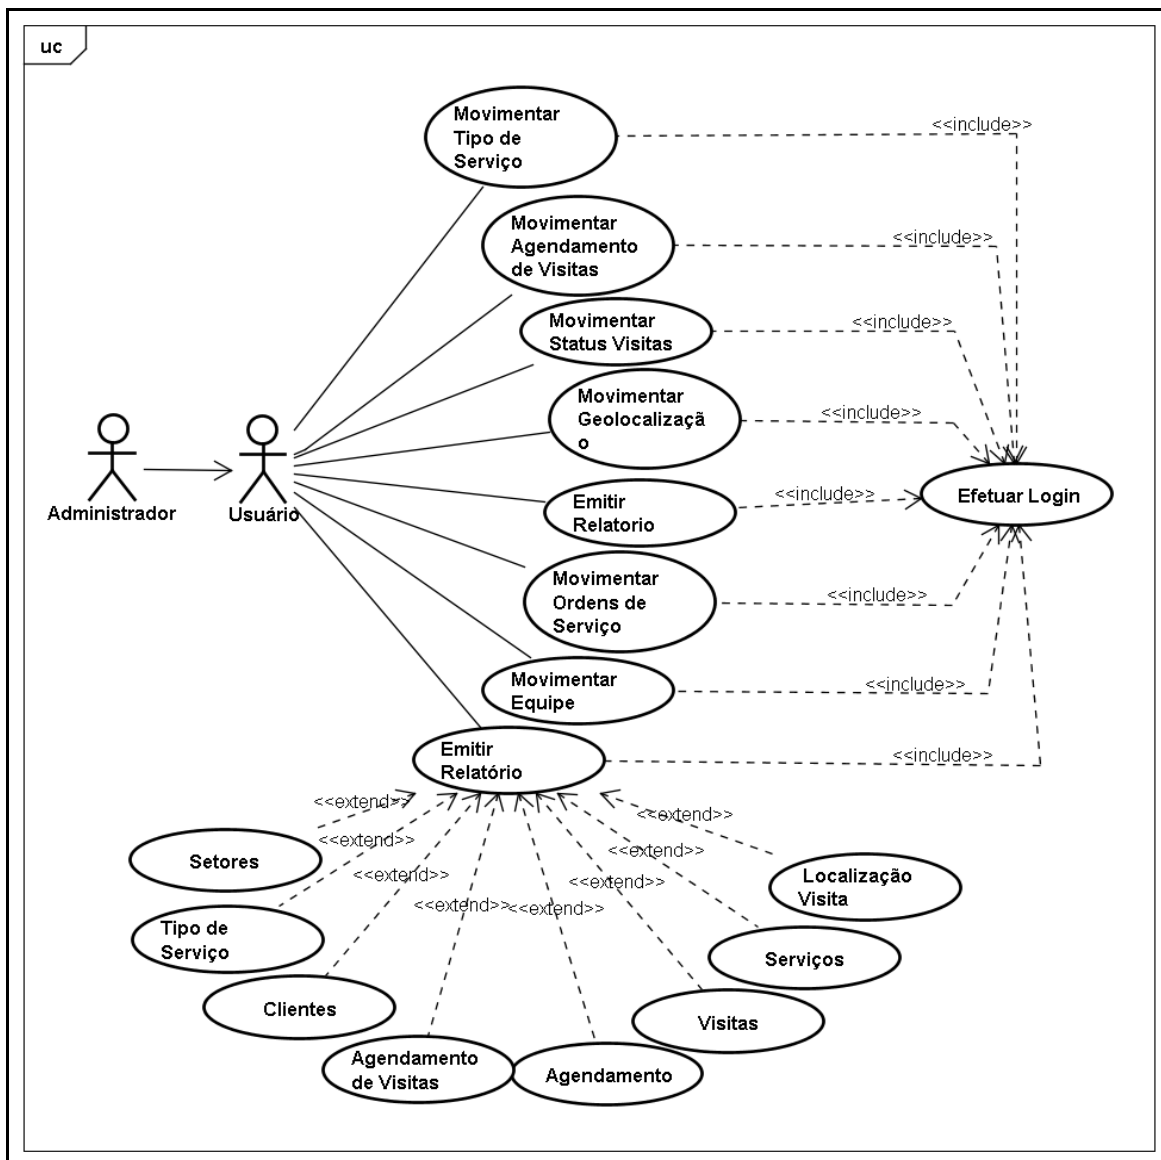 uc
Movimentar
Tipo de
Serviço
<<include>>
Movimentar
Agendamento
de Visitas
<<include>>
Movimentar
Status Visitas
<<include>>
Movimentar
Geolocalizaçã
o
<<include>>
Administrador
Usuário
Emitir
Relatorio
<<include>>
Efetuar Login
Movimentar
Ordens de
Serviço
<<include>>
Movimentar
Equipe
<<include>>
Emitir
Relatório
<<include>>
<<extend>>
<<extend>>
<<extend>>
<<extend>>
<<extend>>
<<extend>>
<<extend>>
<<extend>>
Setores
Localização
Visita
Tipo de
Serviço
Serviços
Clientes
Visitas
Agendamento
de Visitas
Agendamento